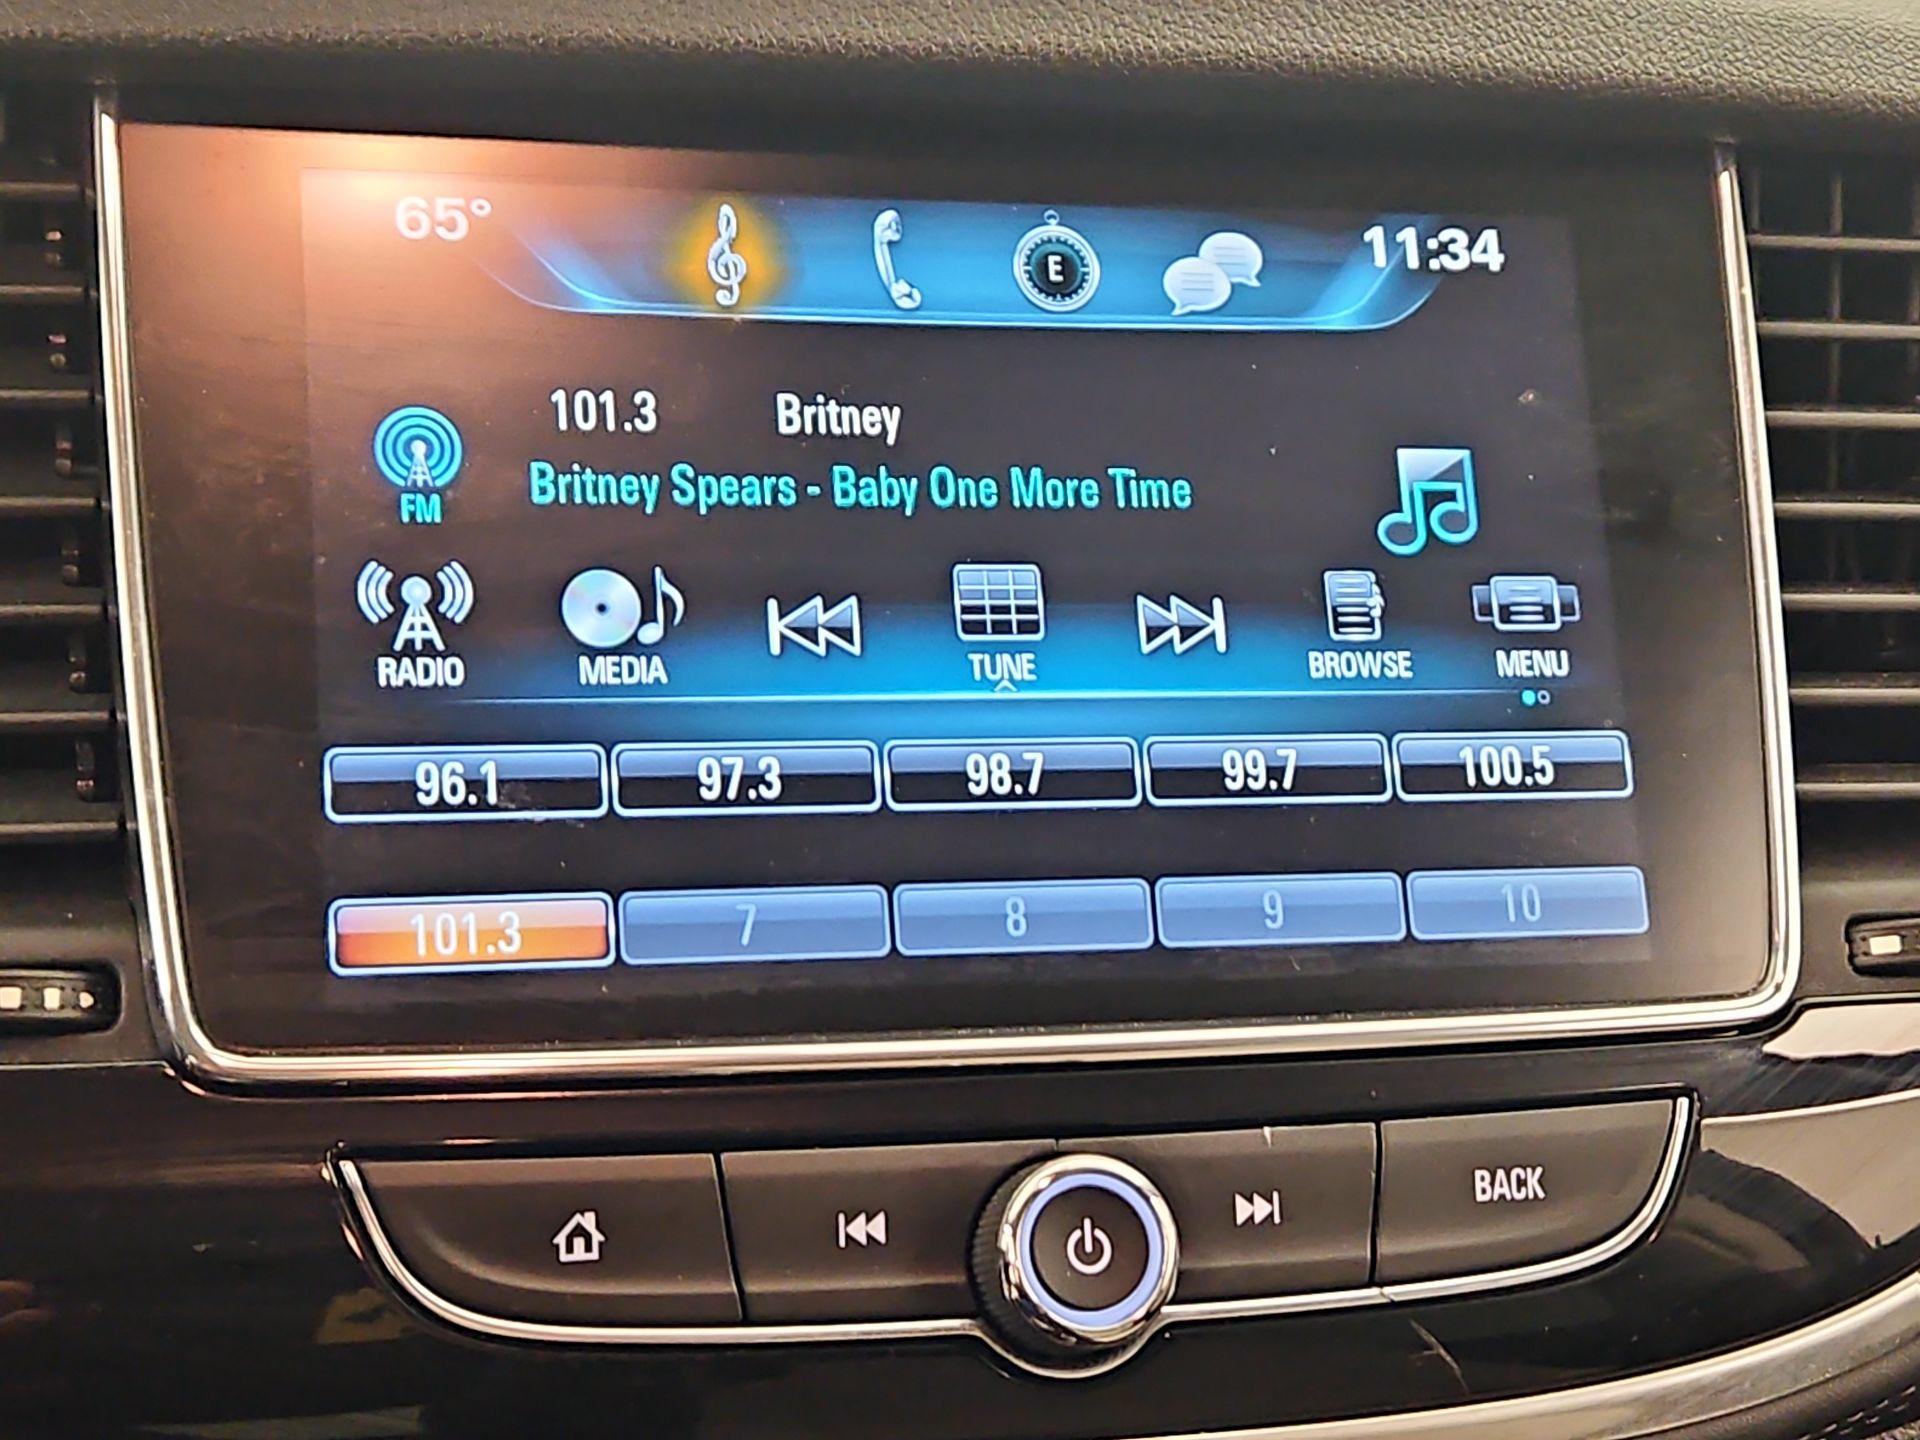 65° E 11:34
101.3 Britney
FM Britney Spears - Baby One More Time
RADIO MEDIA TUNE BROWSE MENU
96.1 97.3 98.7 99.7 100.5
101.3 7 8 9 10
BACK